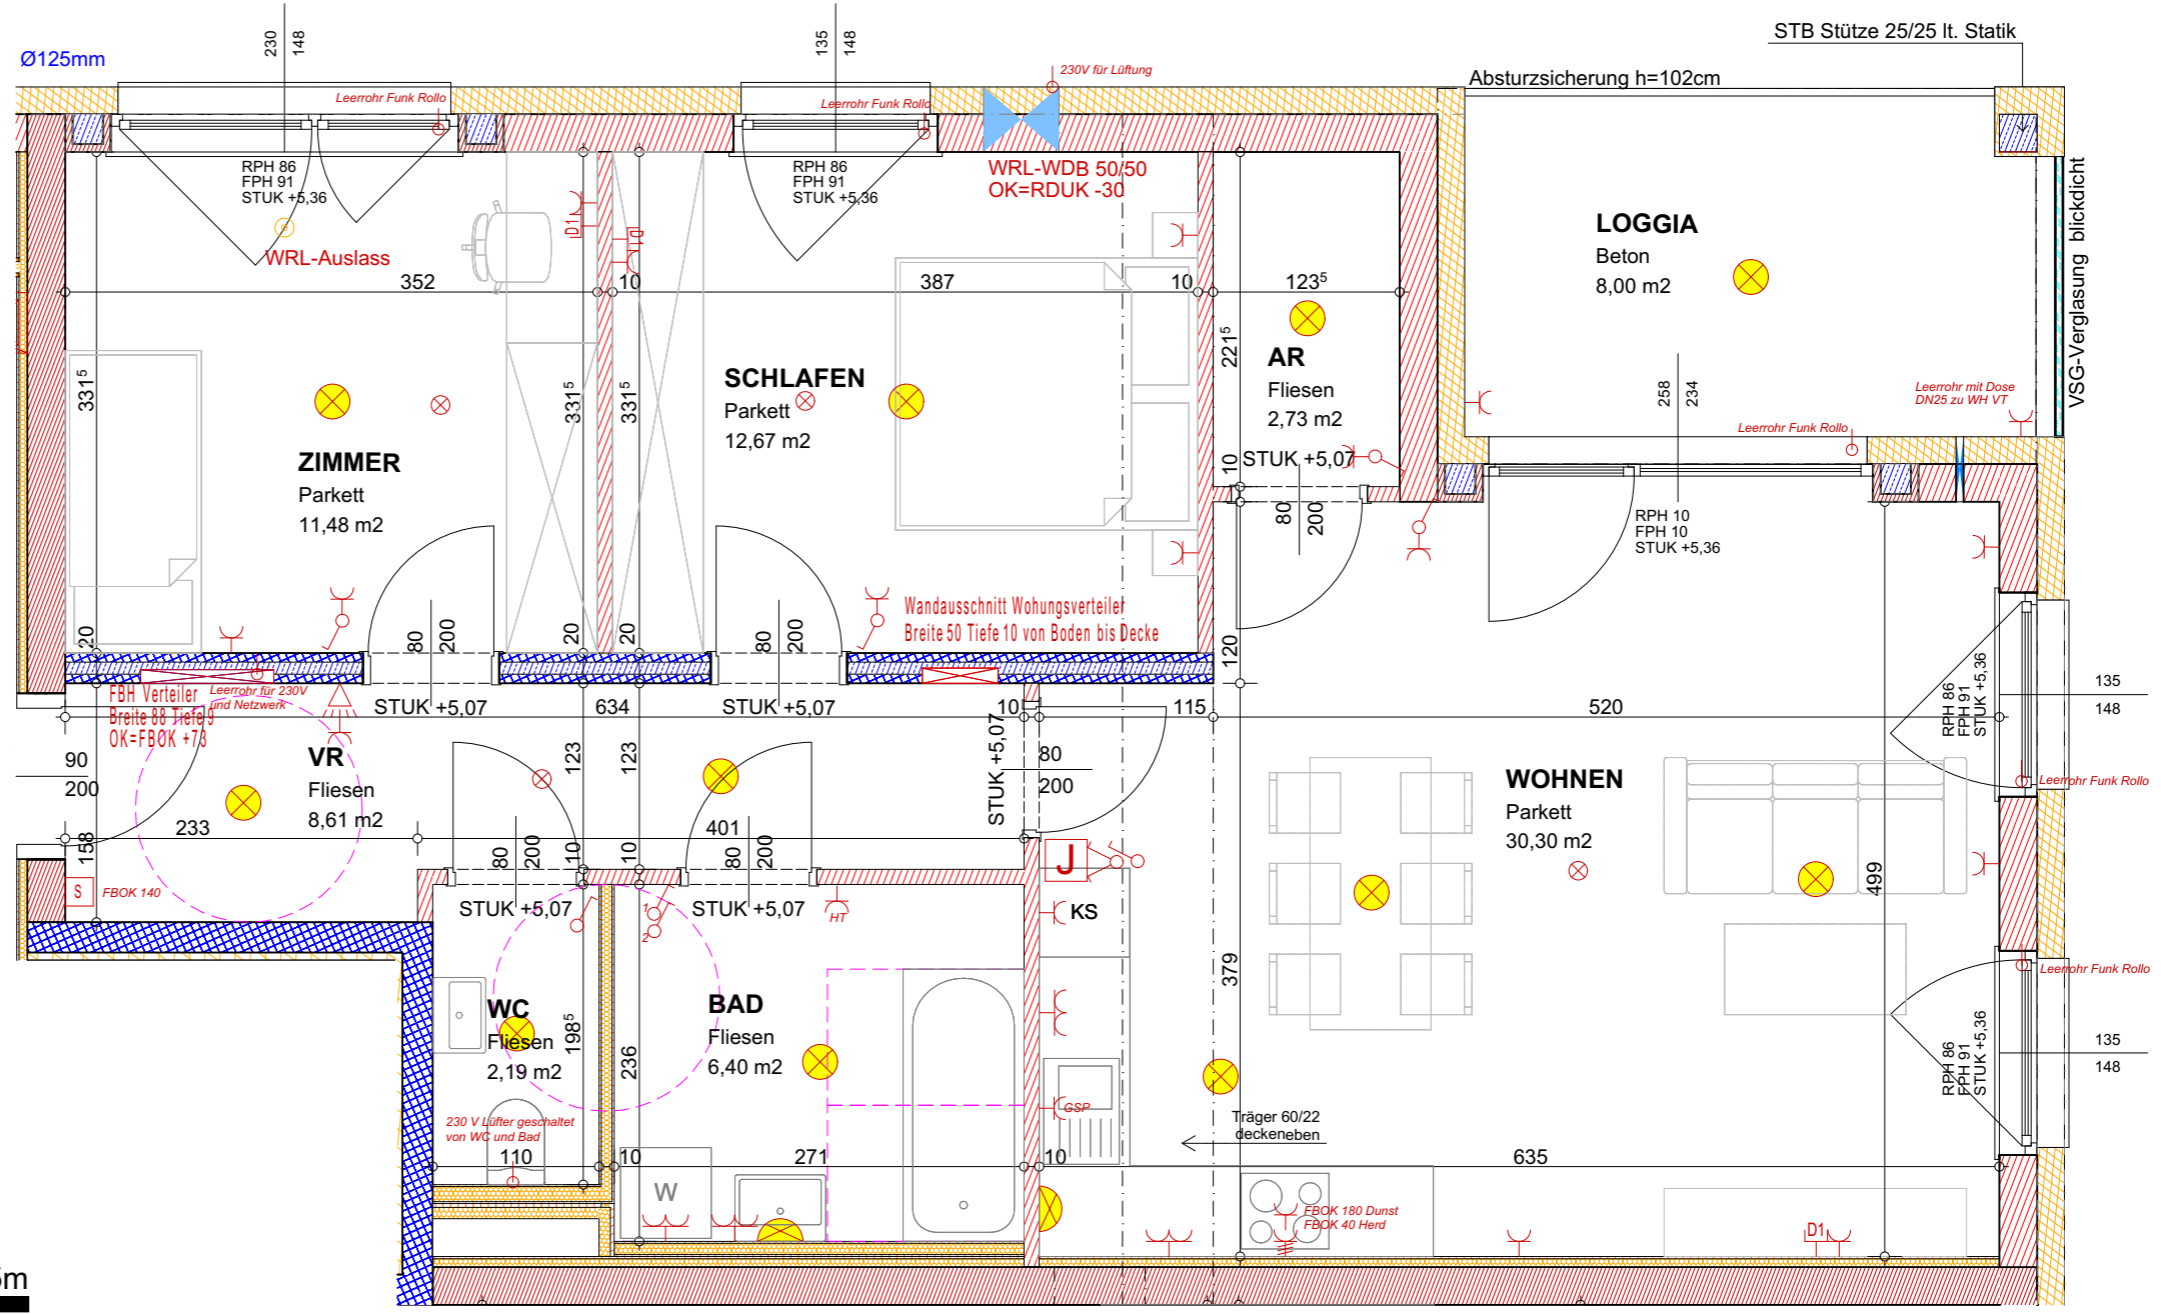 STB Stütze 25/25 lt. Statik
Ø125mm
230
148
135
148
230V für Lüftung
Absturzsicherung h=102cm
Leerrohr Funk Rollo
Leerrohr Funk Rollo
RPH 86
FPH 91
STUK +5,36
RPH 86
FPH 91
STUK +5,36
WRL-WDB 50/50
OK=RDUK -30
WRL-Auslass
D1
D1
LOGGIA
Beton
8,00 m2
VSG-Verglasung blickdicht
352
10
387
10
123⁵
331⁵
331⁵
331⁵
221⁵
AR
Fliesen
2,73 m2
STUK +5,07
10
258
234
Leerrohr mit Dose
DN25 zu WH VT
Leerrohr Funk Rollo
SCHLAFEN
Parkett
12,67 m2
ZIMMER
Parkett
11,48 m2
80
200
RPH 10
FPH 10
STUK +5,36
Wandausschnitt Wohungsverteiler
Breite 50 Tiefe 10 von Boden bis Decke
20
80
200
20
20
80
200
120
FBH Verteiler
Breite 88 Tiefe 9
OK=FBOK +73
Leerrohr für 230V
und Netzwerk
STUK +5,07
634
STUK +5,07
10
115
520
RPH 86
FPH 91
STUK +5,36
135
148
Leerrohr Funk Rollo
90
200
VR
Fliesen
8,61 m2
123
123
STUK +5,07
80
200
WOHNEN
Parkett
30,30 m2
233
401
158
80
200
10
10
80
200
J
S
FBOK 140
STUK +5,07
STUK +5,07
1
2
HT
KS
499
379
Leerrohr Funk Rollo
WC
Fliesen
2,19 m2
198⁵
BAD
Fliesen
6,40 m2
236
RPH 86
FPH 91
STUK +5,36
135
148
GSP
Träger 60/22
deckeneben
230 V Lüfter geschaltet
von WC und Bad
110
10
271
10
635
W
FBOK 180 Dunst
FBOK 40 Herd
D1